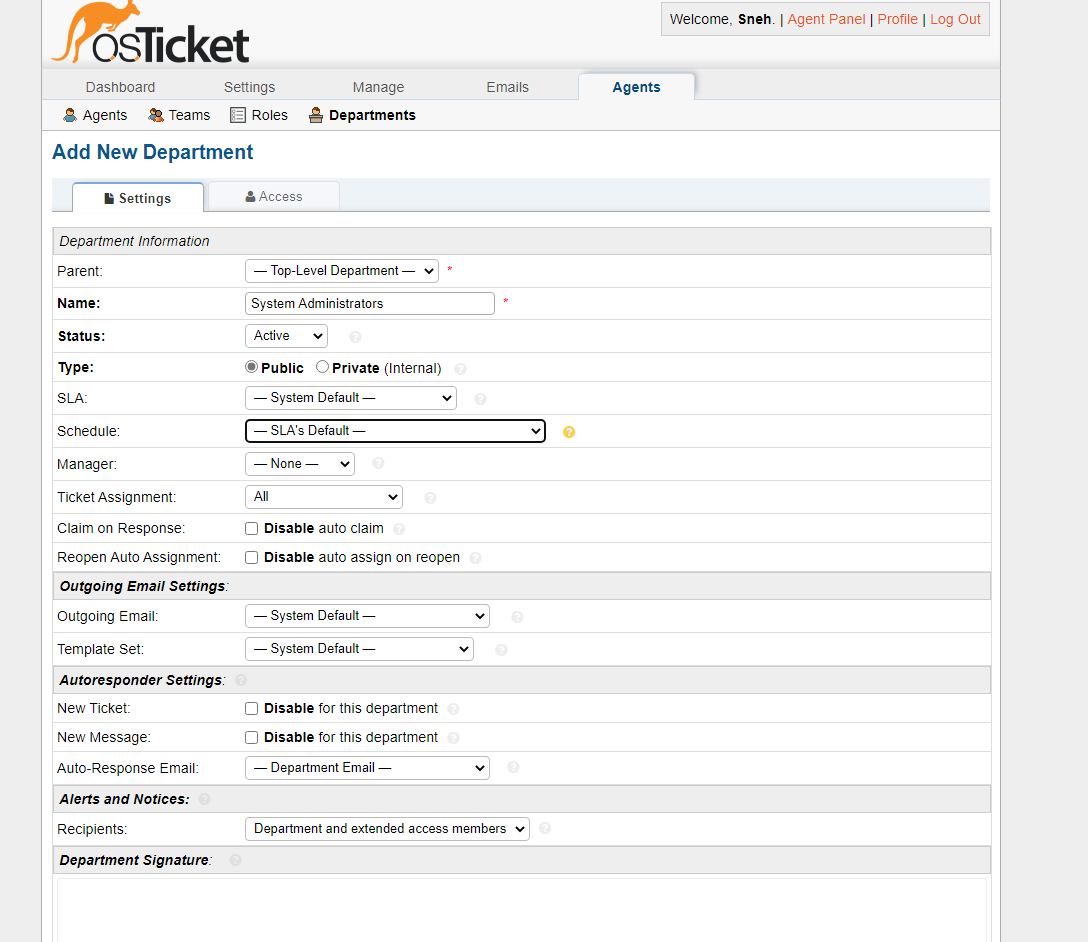 osTicket
Welcome, Sneh. | Agent Panel | Profile | Log Out
Dashboard Settings Manage Emails Agents
Agents Teams Roles Departments
Add New Department
Settings Access
Department Information
Parent: — Top-Level Department — *
Name: System Administrators *
Status: Active ?
Type: Public Private (Internal) ?
SLA: — System Default — ?
Schedule: — SLA's Default — ?
Manager: — None — ?
Ticket Assignment: All ?
Claim on Response: Disable auto claim ?
Reopen Auto Assignment: Disable auto assign on reopen ?
Outgoing Email Settings:
Outgoing Email: — System Default — ?
Template Set: — System Default — ?
Autoresponder Settings: ?
New Ticket: Disable for this department ?
New Message: Disable for this department ?
Auto-Response Email: — Department Email — ?
Alerts and Notices: ?
Recipients: Department and extended access members ?
Department Signature: ?